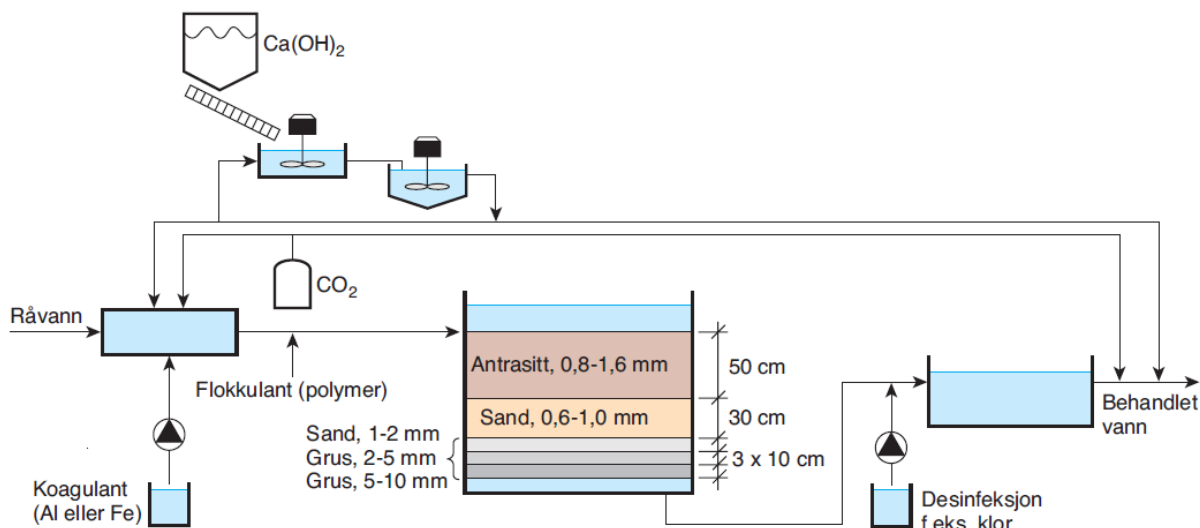 Ca(OH)₂
CO₂
Råvann
Flokkulant (polymer)
Koagulant
(Al eller Fe)
Antrasitt, 0,8-1,6 mm
50 cm
Sand, 0,6-1,0 mm
30 cm
Sand, 1-2 mm
Grus, 2-5 mm
Grus, 5-10 mm
3 x 10 cm
Behandlet
vann
Desinfeksjon
f.eks. klor